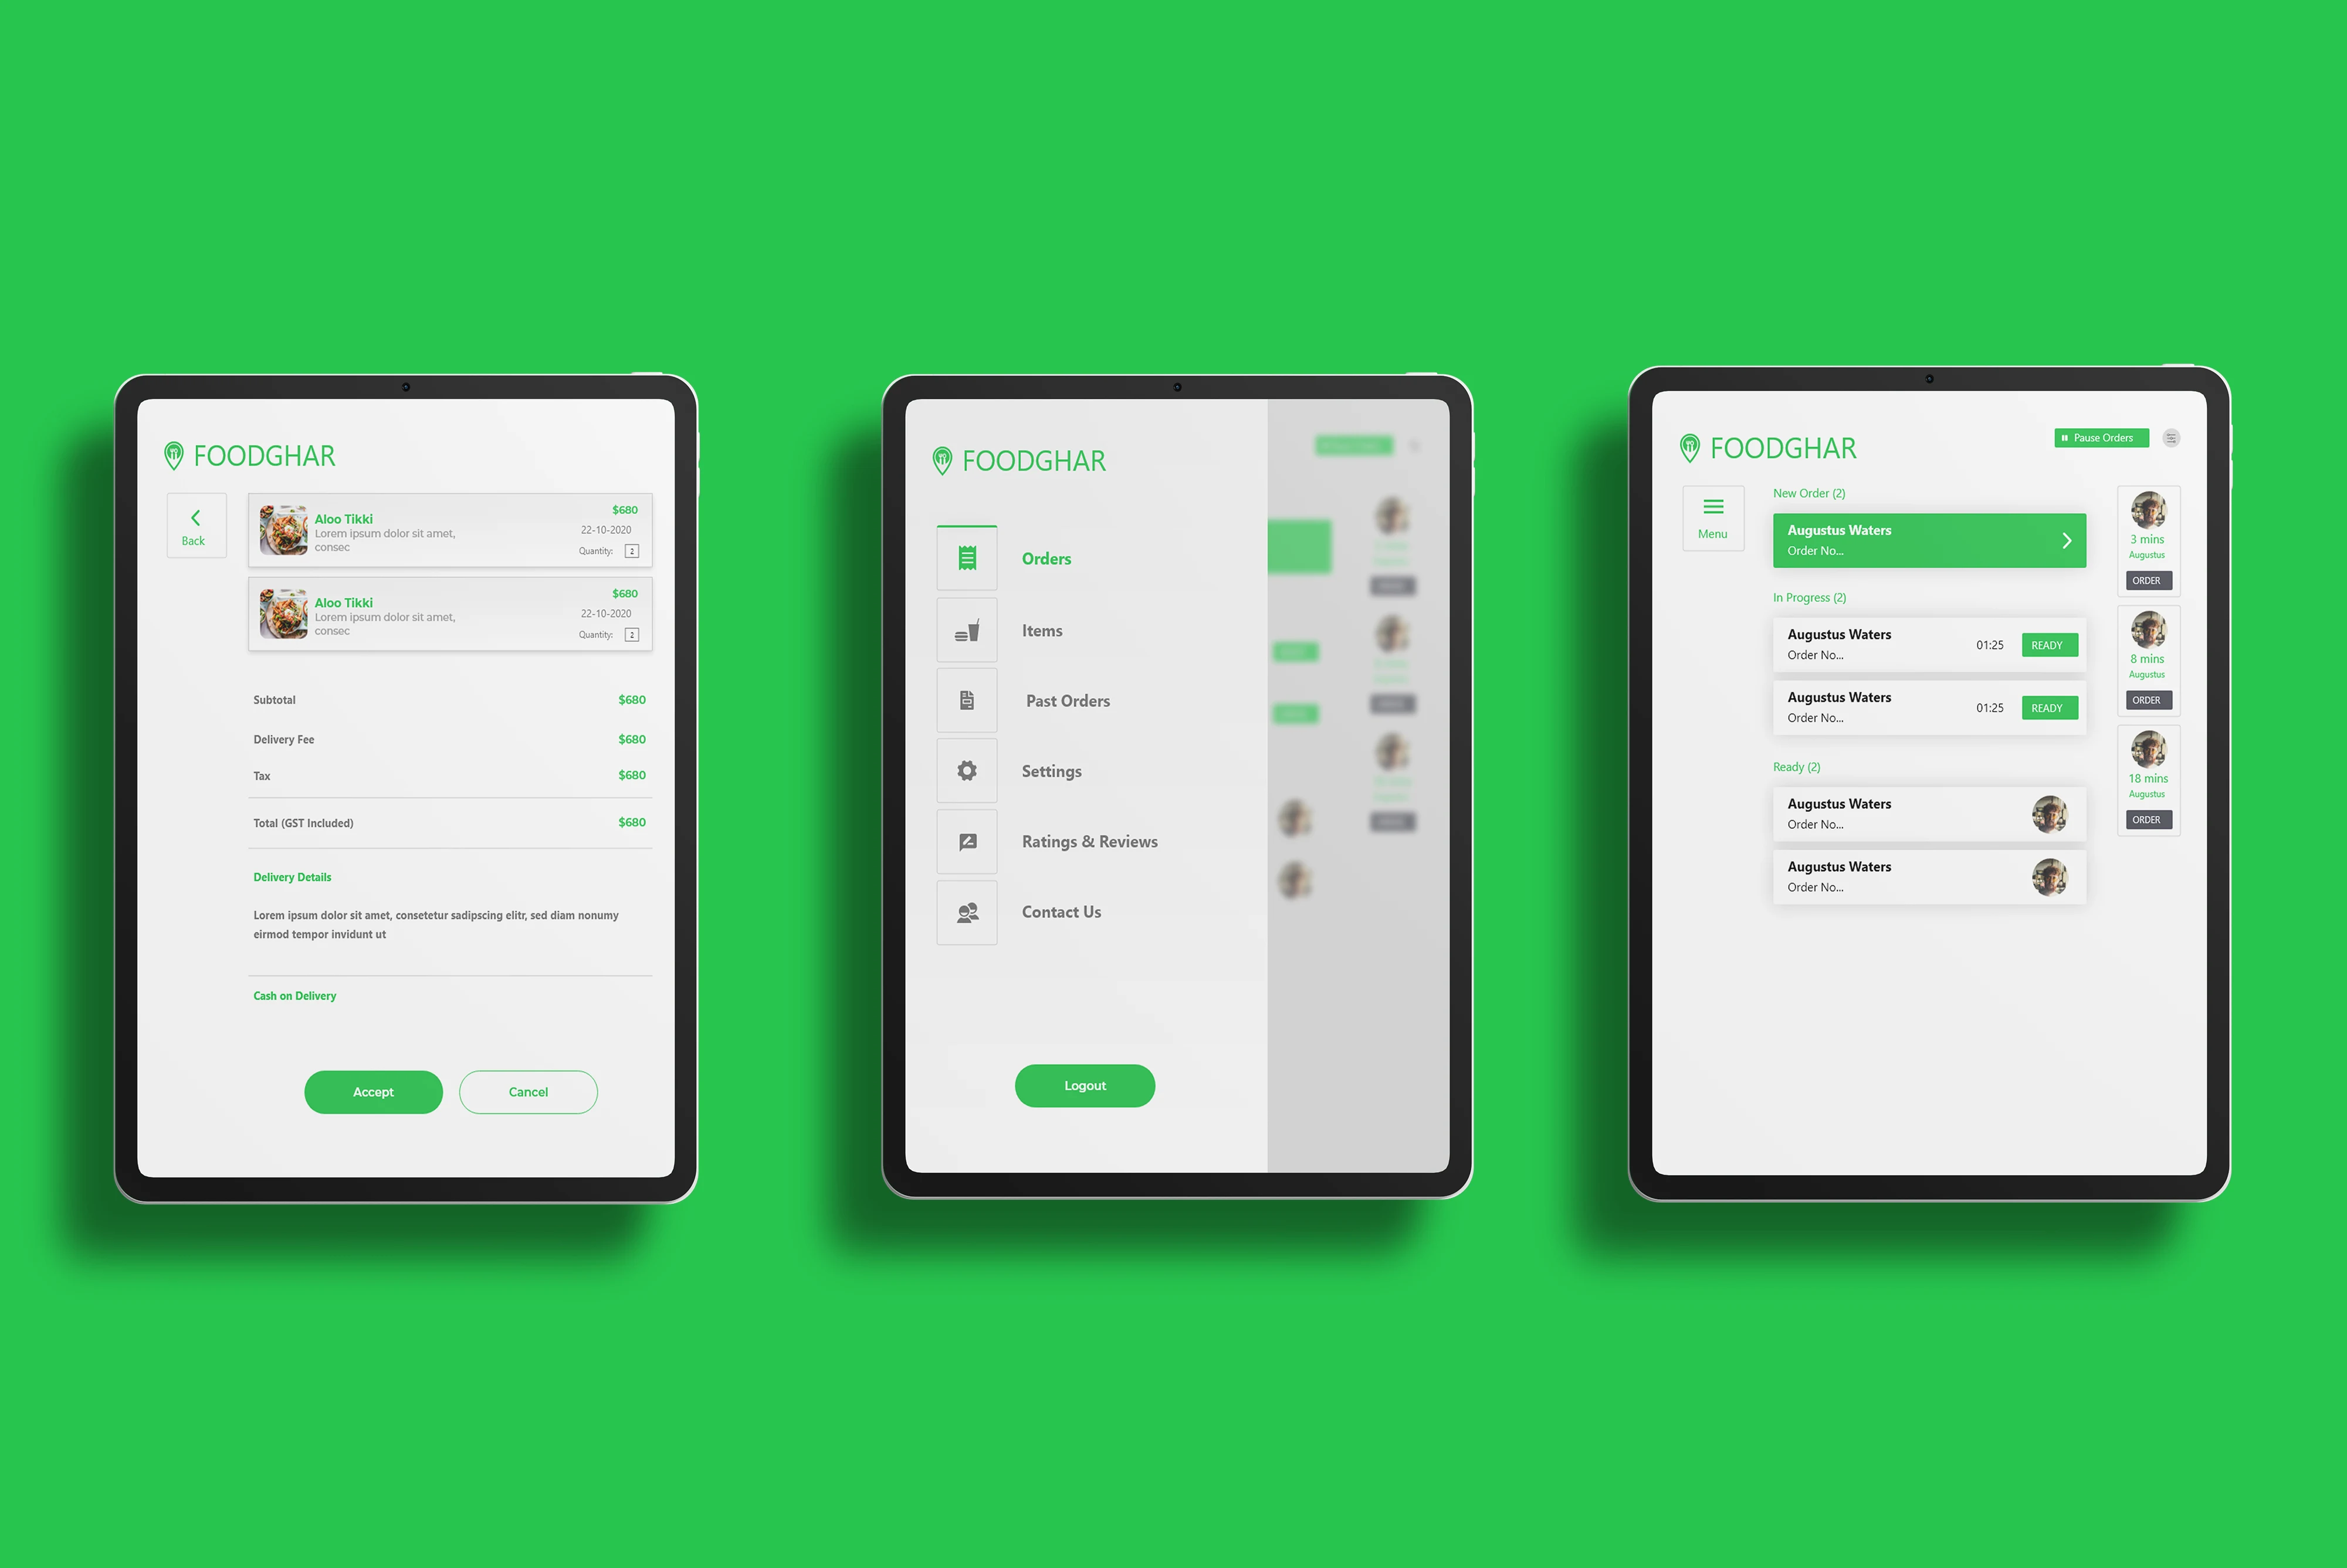 FOODGHAR
Back
Aloo Tikki
Lorem ipsum dolor sit amet,
consec
$680
22-10-2020
Quantity: 2
Aloo Tikki
Lorem ipsum dolor sit amet,
consec
$680
22-10-2020
Quantity: 2
Subtotal $680
Delivery Fee $680
Tax $680
Total (GST Included) $680
Delivery Details
Lorem ipsum dolor sit amet, consetetur sadipscing elitr, sed diam nonumy
eirmod tempor invidunt ut
Cash on Delivery
Accept Cancel
FOODGHAR
Orders
Items
Past Orders
Settings
Ratings & Reviews
Contact Us
Logout
FOODGHAR
Pause Orders
Menu
New Order (2)
Augustus Waters
Order No...
In Progress (2)
Augustus Waters
Order No...
01:25 READY
Augustus Waters
Order No...
01:25 READY
Ready (2)
Augustus Waters
Order No...
Augustus Waters
Order No...
3 mins
Augustus
ORDER
8 mins
Augustus
ORDER
18 mins
Augustus
ORDER